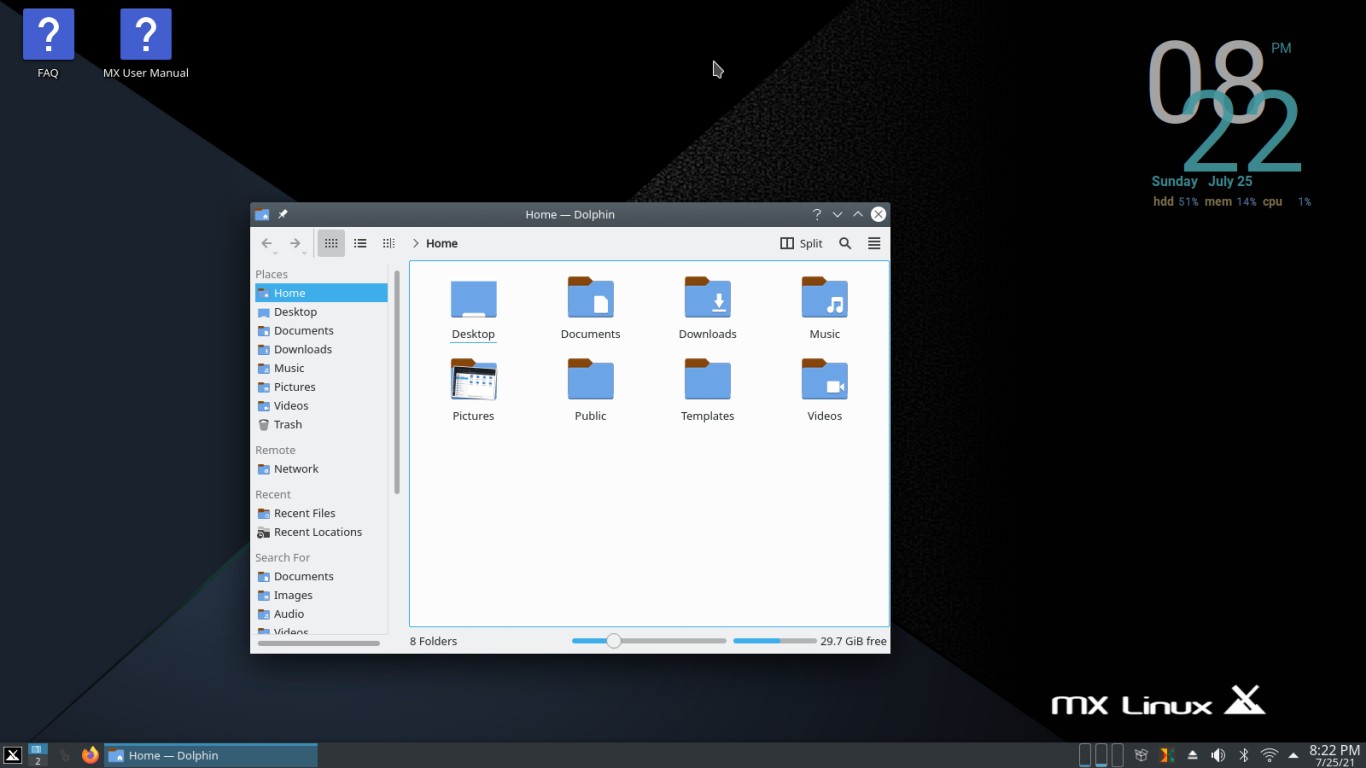 FAQ
MX User Manual
08 PM
22
Sunday July 25
hdd 51% mem 14% cpu 1%
Home — Dolphin
Home
Split
Places
Home
Desktop
Documents
Downloads
Music
Pictures
Videos
Trash
Remote
Network
Recent
Recent Files
Recent Locations
Search For
Documents
Images
Audio
Videos
Desktop
Documents
Downloads
Music
Pictures
Public
Templates
Videos
8 Folders
29.7 GiB free
MX Linux
2
Home — Dolphin
8:22 PM
7/25/21